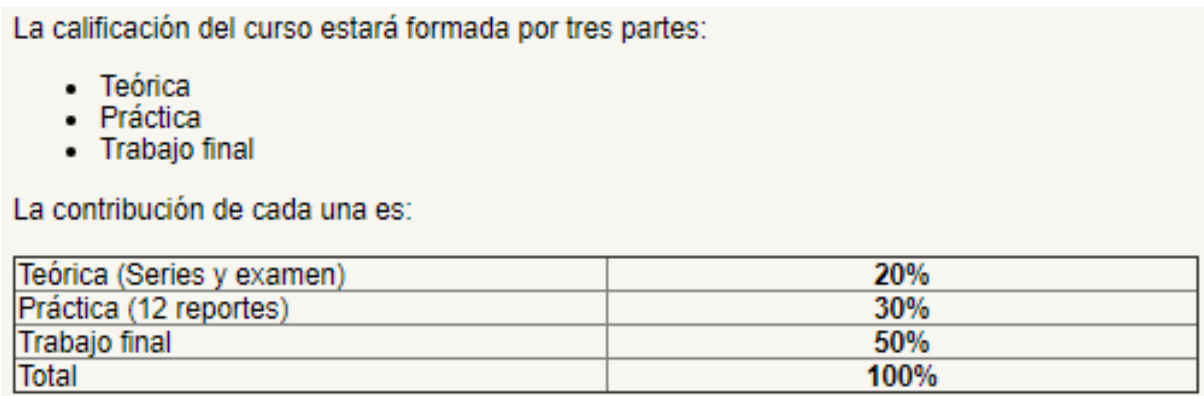 La calificación del curso estará formada por tres partes:
• Teórica
• Práctica
• Trabajo final
La contribución de cada una es:
Teórica (Series y examen) 20%
Práctica (12 reportes) 30%
Trabajo final 50%
Total 100%